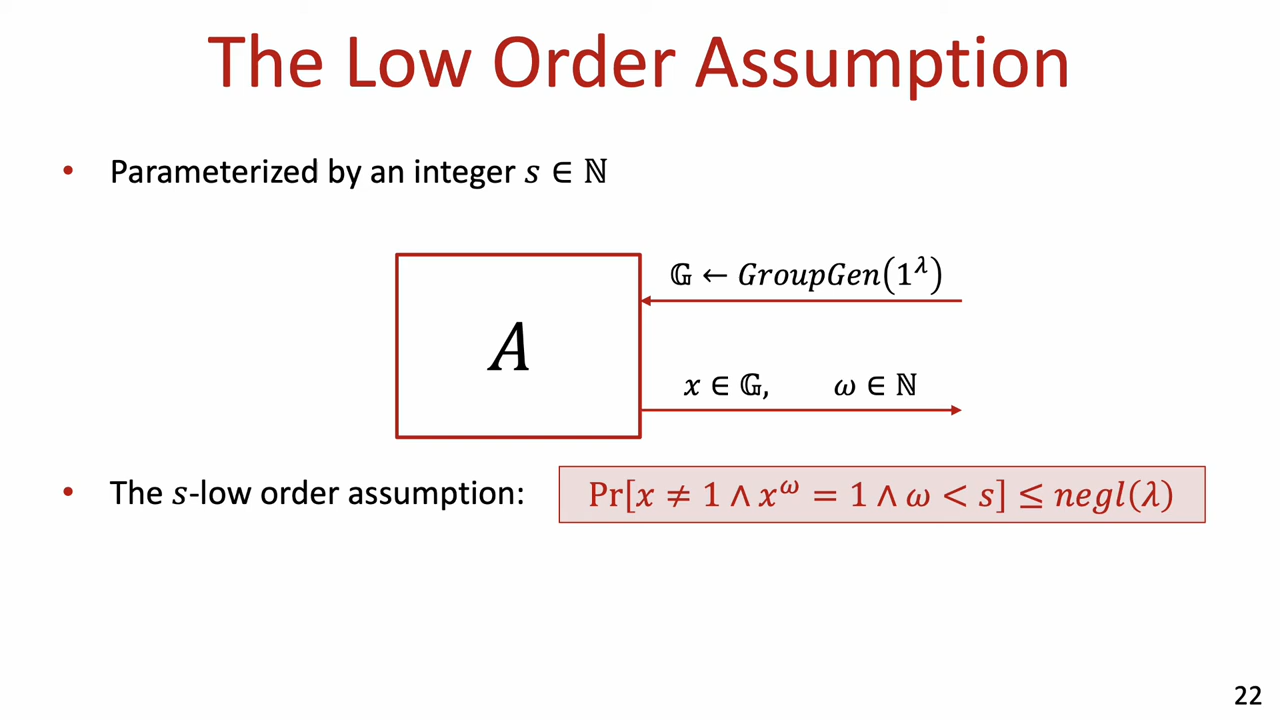 The Low Order Assumption
• Parameterized by an integer 𝑠 ∈ ℕ
𝔾 ← 𝐺𝑟𝑜𝑢𝑝𝐺𝑒𝑛(1^𝜆)
𝐴
𝑥 ∈ 𝔾, 𝜔 ∈ ℕ
• The 𝑠-low order assumption: Pr[𝑥 ≠ 1 ∧ 𝑥^𝜔 = 1 ∧ 𝜔 < 𝑠] ≤ 𝑛𝑒𝑔𝑙(𝜆)
22